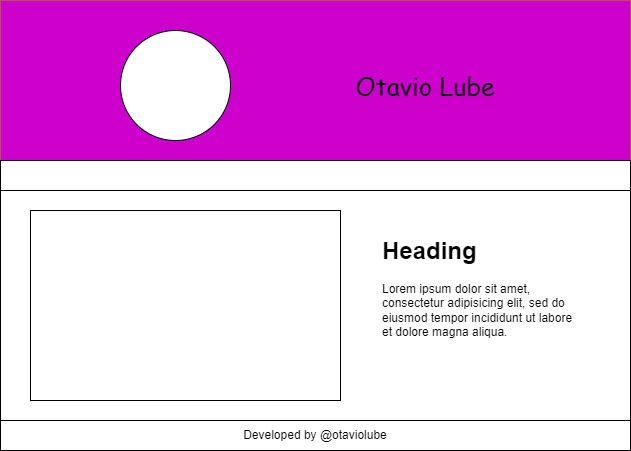 Otavio Lube
Heading
Lorem ipsum dolor sit amet,
consectetur adipisicing elit, sed do
eiusmod tempor incididunt ut labore
et dolore magna aliqua.
Developed by @otaviolube